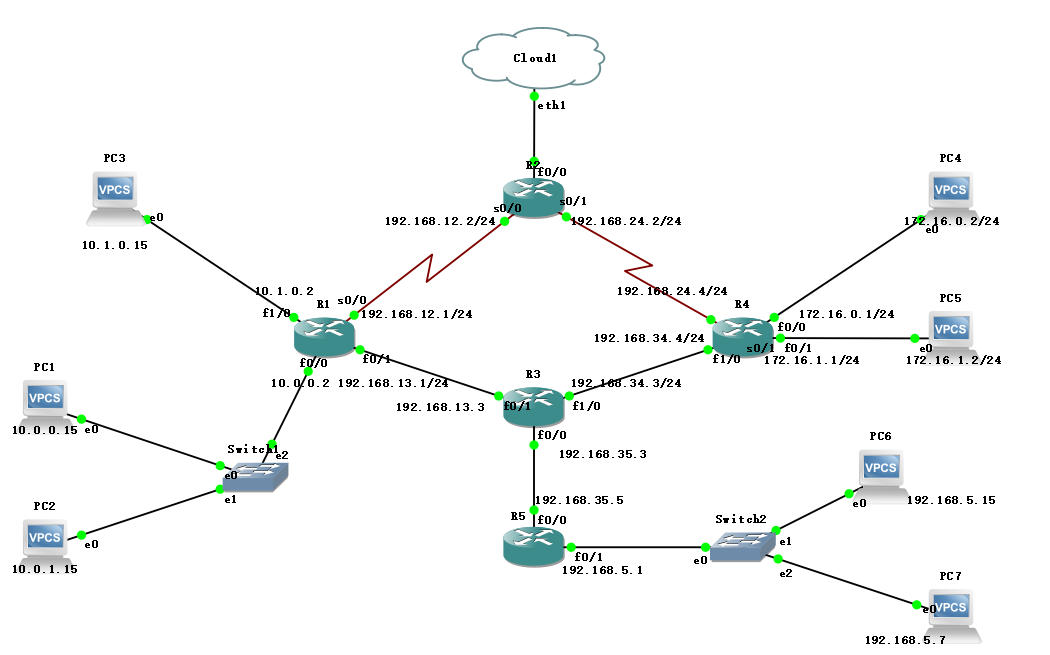 Cloud1
eth1
PC3
R2
f0/0
PC4
VPCS
VPCS
s0/0
s0/1
e0
192.168.12.2/24
192.168.24.2/24
172.16.0.2/24
e0
10.1.0.15
10.1.0.2
192.168.24.4/24
PC5
s0/0
R1
R4
f1/0
192.168.12.1/24
172.16.0.1/24
VPCS
f0/0
192.168.34.4/24
s0/1
f0/1
e0
f0/0
f0/1
f1/0
172.16.1.1/24
172.16.1.2/24
PC1
R3
10.0.0.2
192.168.13.1/24
192.168.34.3/24
VPCS
192.168.13.3
f0/1
f1/0
10.0.0.15
e0
f0/0
PC6
Switch1
e2
192.168.35.3
VPCS
e0
e1
PC2
192.168.35.5
192.168.5.15
e0
R5
f0/0
Switch2
VPCS
e0
e1
f0/1
e0
10.0.1.15
192.168.5.1
e2
PC7
e0
VPCS
192.168.5.7